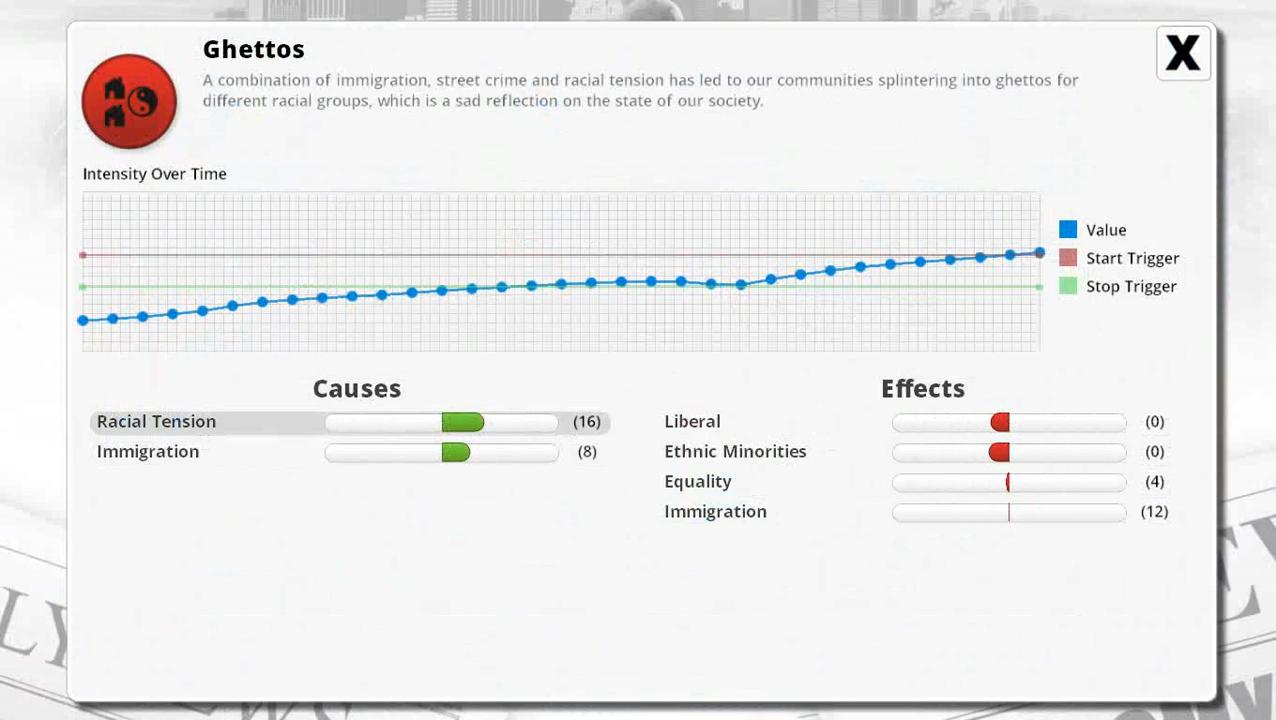 Ghettos
X
A combination of immigration, street crime and racial tension has led to our communities splintering into ghettos for
different racial groups, which is a sad reflection on the state of our society.
Intensity Over Time
Value
Start Trigger
Stop Trigger
Causes
Racial Tension (16)
Immigration (8)
Effects
Liberal (0)
Ethnic Minorities (0)
Equality (4)
Immigration (12)